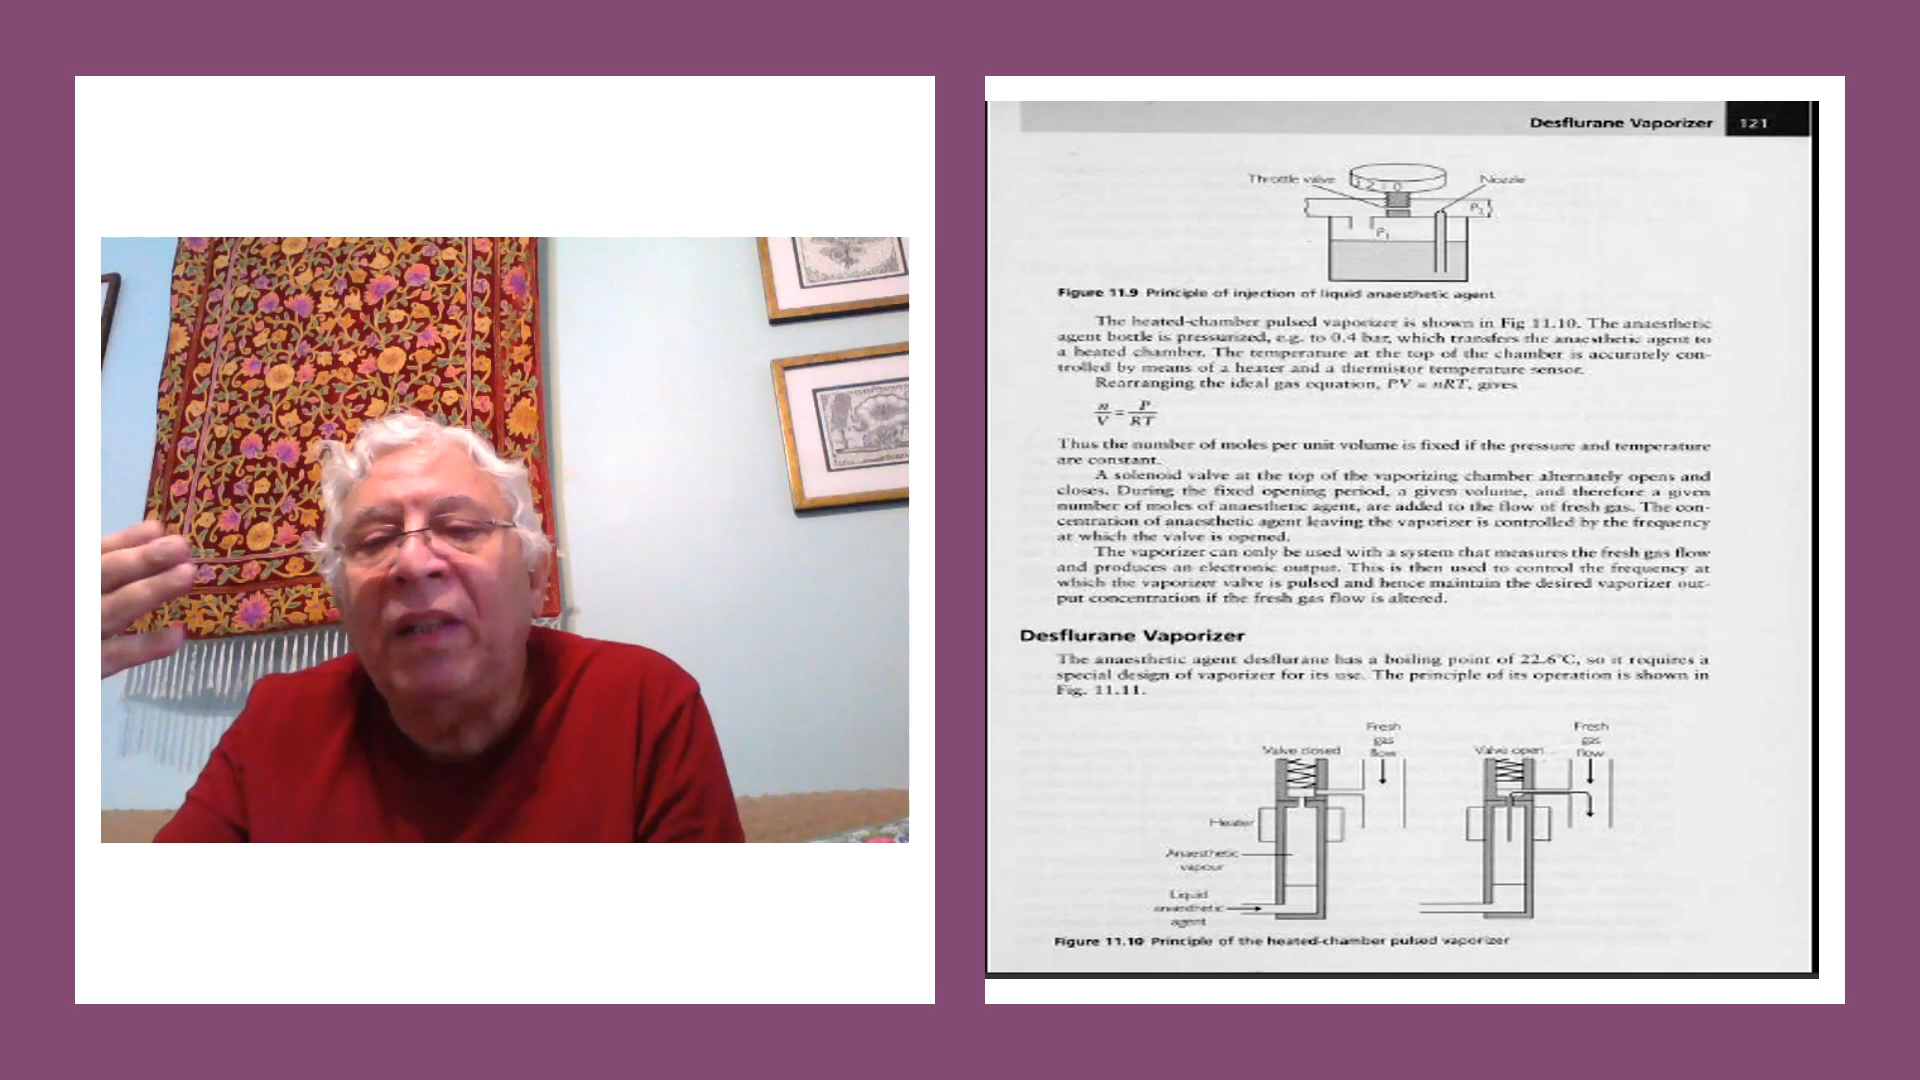 Desflurane Vaporizer 121
Throttle valve
Nozzle
P2
P1
Figure 11.9 Principle of injection of liquid anaesthetic agent
The heated-chamber pulsed vaporizer is shown in Fig 11.10. The anaesthetic
agent bottle is pressurized, e.g. to 0.4 bar, which transfers the anaesthetic agent to
a heated chamber. The temperature at the top of the chamber is accurately con-
trolled by means of a heater and a thermistor temperature sensor.
Rearranging the ideal gas equation, PV = nRT, gives
n/V = P/RT
Thus the number of moles per unit volume is fixed if the pressure and temperature
are constant.
A solenoid valve at the top of the vaporizing chamber alternately opens and
closes. During the fixed opening period, a given volume, and therefore a given
number of moles of anaesthetic agent, are added to the flow of fresh gas. The con-
centration of anaesthetic agent leaving the vaporizer is controlled by the frequency
at which the valve is opened.
The vaporizer can only be used with a system that measures the fresh gas flow
and produces an electronic output. This is then used to control the frequency at
which the vaporizer valve is pulsed and hence maintain the desired vaporizer out-
put concentration if the fresh gas flow is altered.
Desflurane Vaporizer
The anaesthetic agent desflurane has a boiling point of 22.6°C, so it requires a
special design of vaporizer for its use. The principle of its operation is shown in
Fig. 11.11.
Valve closed
Fresh
gas
flow
Valve open
Fresh
gas
flow
Heater
Anaesthetic
vapour
Liquid
anaesthetic
agent
Figure 11.10 Principle of the heated-chamber pulsed vaporizer